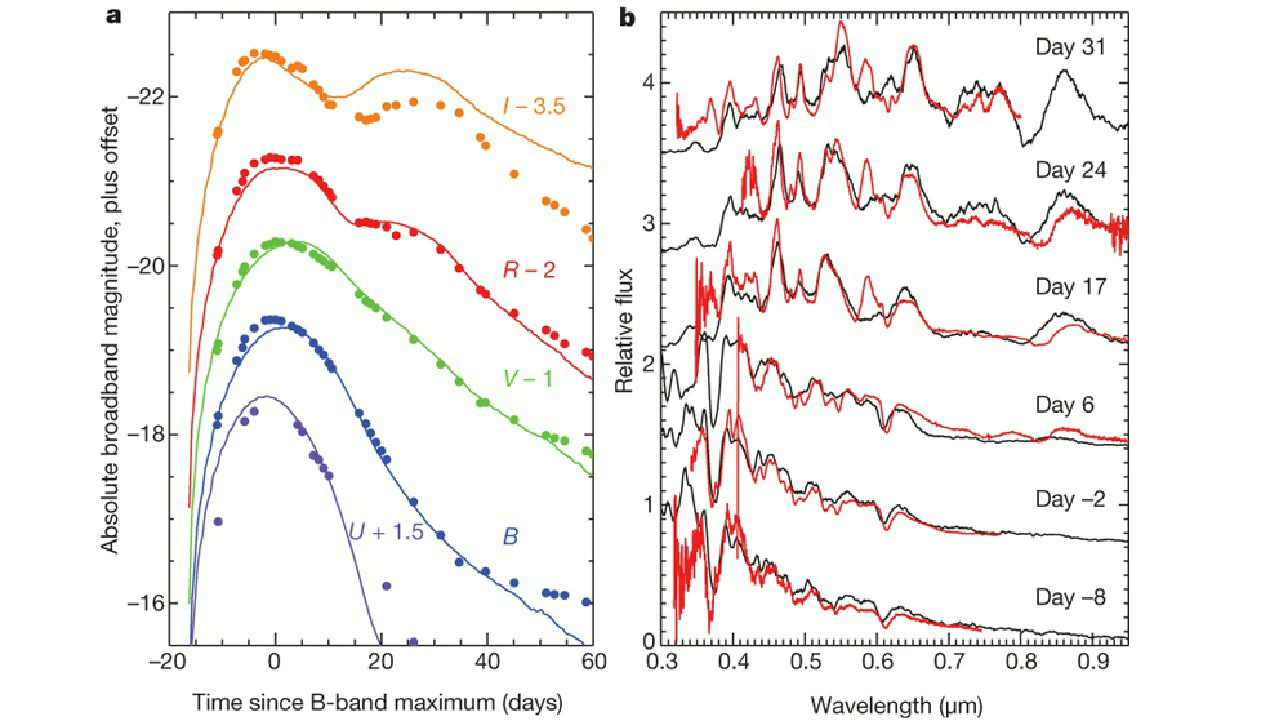 a
Absolute broadband magnitude, plus offset
−22
−20
−18
−16
I − 3.5
R − 2
V − 1
U + 1.5
B
−20
0
20
40
60
Time since B-band maximum (days)
b
Relative flux
4
3
2
1
0
Day 31
Day 24
Day 17
Day 6
Day −2
Day −8
0.3
0.4
0.5
0.6
0.7
0.8
0.9
Wavelength (μm)